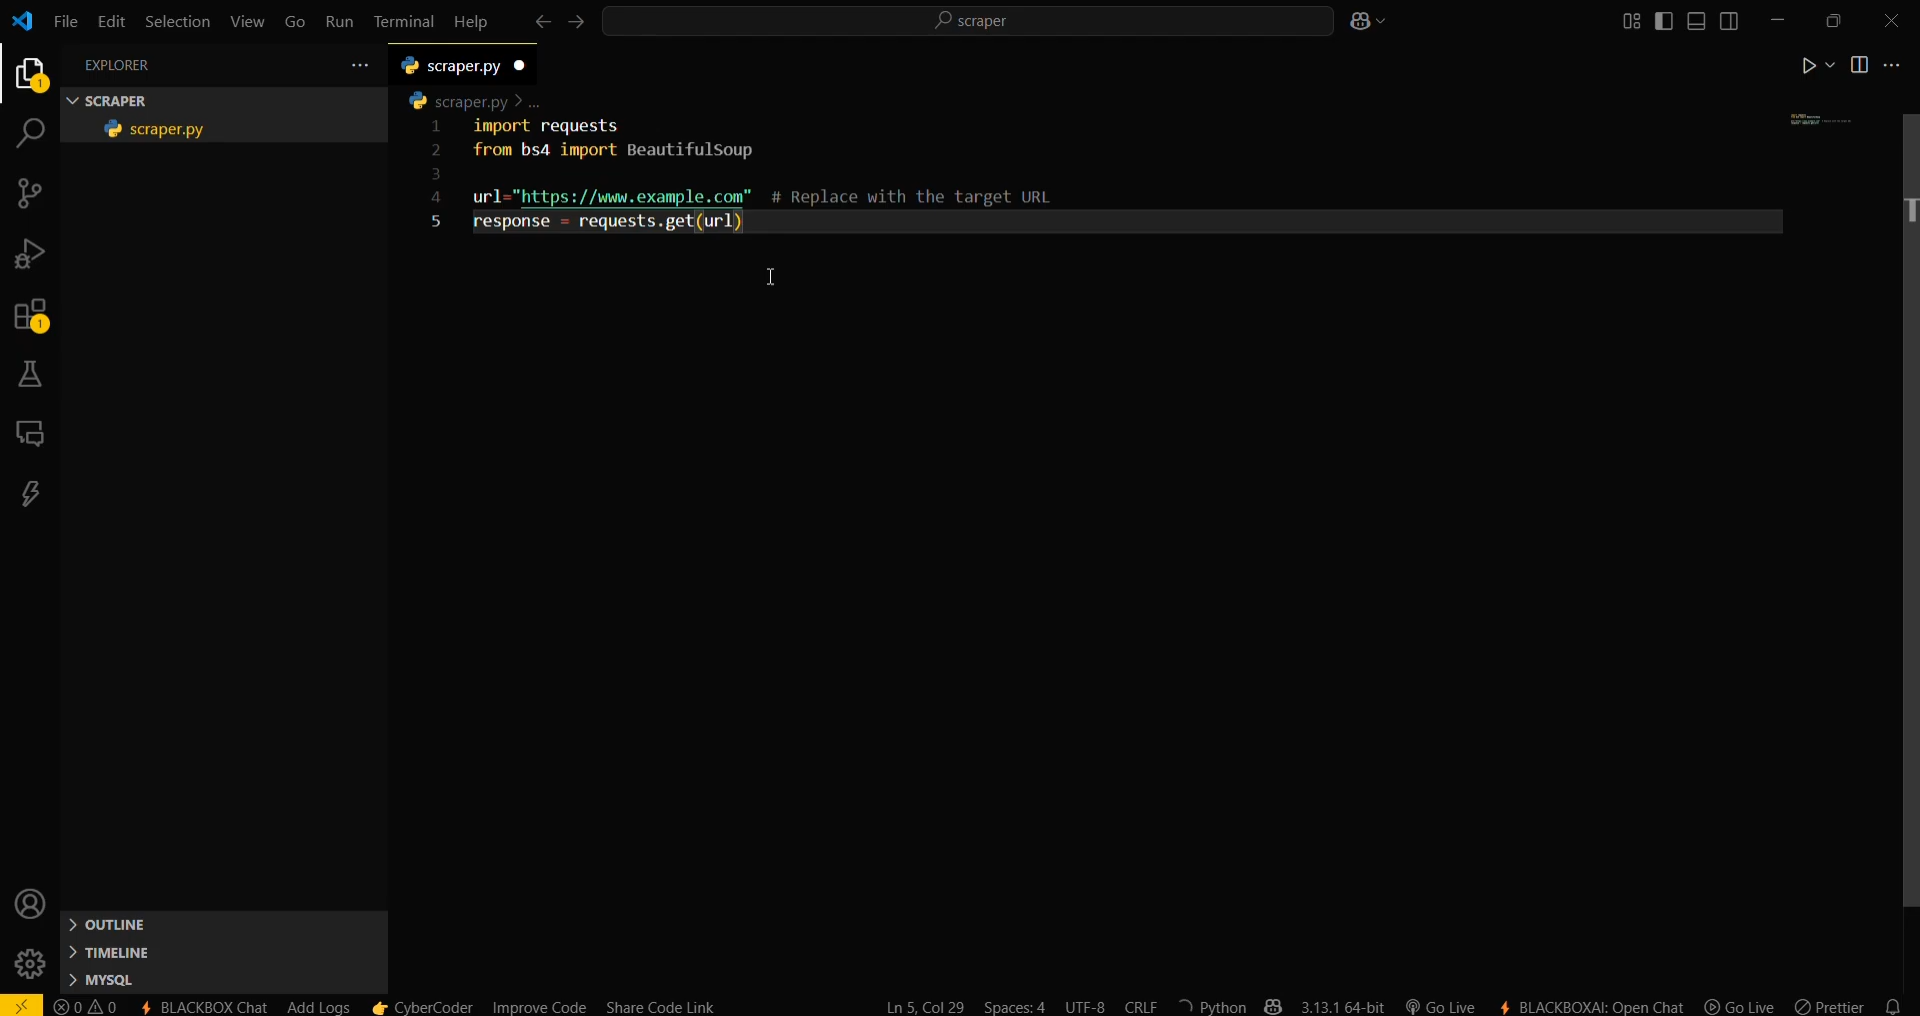 File Edit Selection View Go Run Terminal Help
scraper
EXPLORER
SCRAPER
scraper.py
scraper.py
scraper.py > ...
1 import requests
2 from bs4 import BeautifulSoup
3
4 url="https://www.example.com" # Replace with the target URL
5 response = requests.get(url)
1
1
OUTLINE
TIMELINE
MYSQL
0 0 BLACKBOX Chat Add Logs 👉 CyberCoder Improve Code Share Code Link Ln 5, Col 29 Spaces: 4 UTF-8 CRLF Python 3.13.1 64-bit Go Live BLACKBOXAI: Open Chat Go Live Prettier